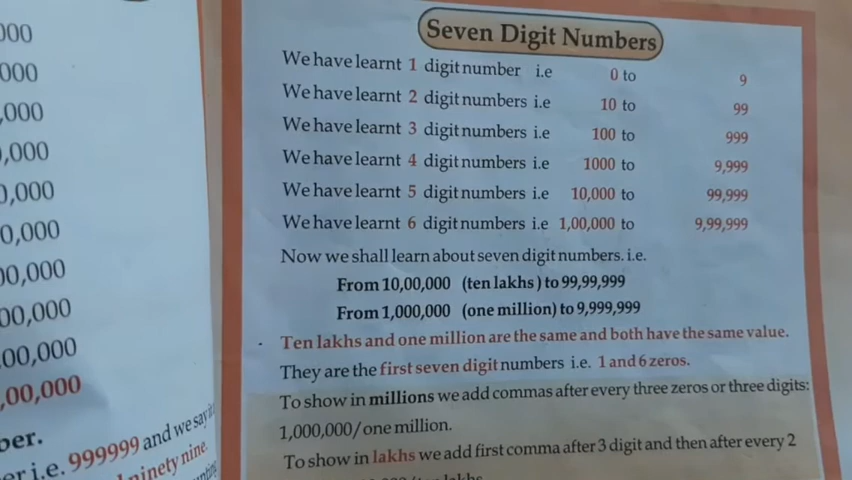 000
000
,000
,000
0,000
0,000
00,000
00,000
,00,000
,00,000
ber.
er i.e. 999999 and we say it
ninety nine.
Seven Digit Numbers
We have learnt 1 digit number i.e 0 to 9
We have learnt 2 digit numbers i.e 10 to 99
We have learnt 3 digit numbers i.e 100 to 999
We have learnt 4 digit numbers i.e 1000 to 9,999
We have learnt 5 digit numbers i.e 10,000 to 99,999
We have learnt 6 digit numbers i.e 1,00,000 to 9,99,999
Now we shall learn about seven digit numbers. i.e.
From 10,00,000 (ten lakhs ) to 99,99,999
From 1,000,000 (one million) to 9,999,999
Ten lakhs and one million are the same and both have the same value.
They are the first seven digit numbers i.e. 1 and 6 zeros.
To show in millions we add commas after every three zeros or three digits:
1,000,000/one million.
To show in lakhs we add first comma after 3 digit and then after every 2